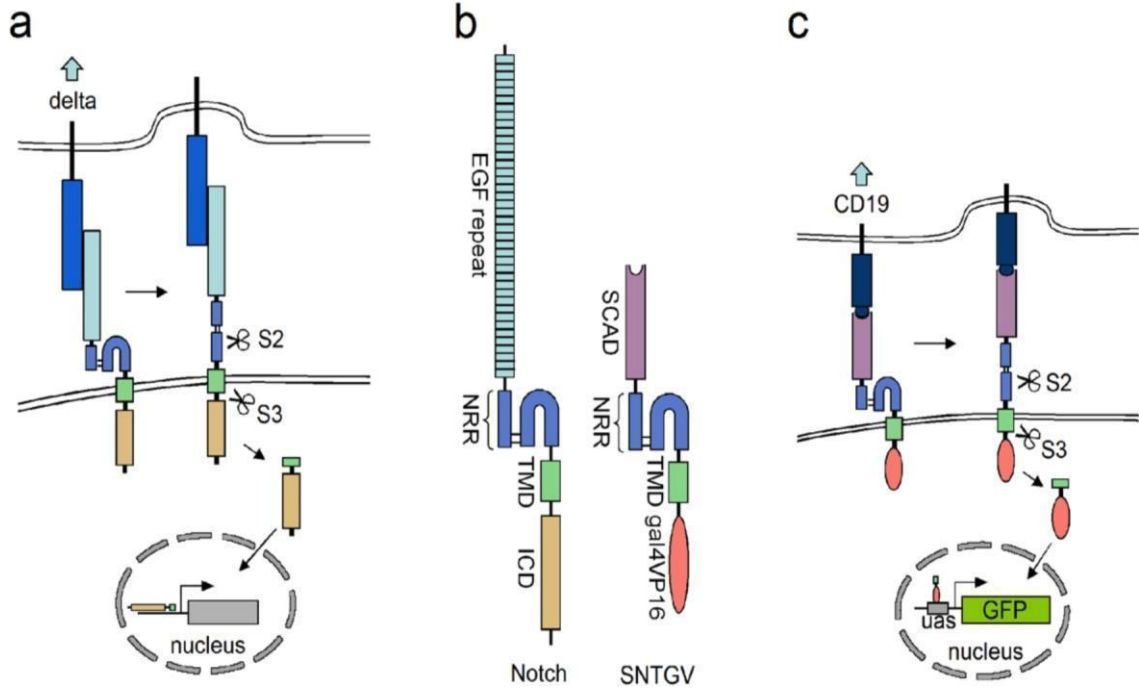 a
delta
S2
S3
nucleus
b
EGF repeat
NRR
TMD
ICD
Notch
SCAD
NRR
TMD
gal4VP16
SNTGV
c
CD19
S2
S3
uas
GFP
nucleus